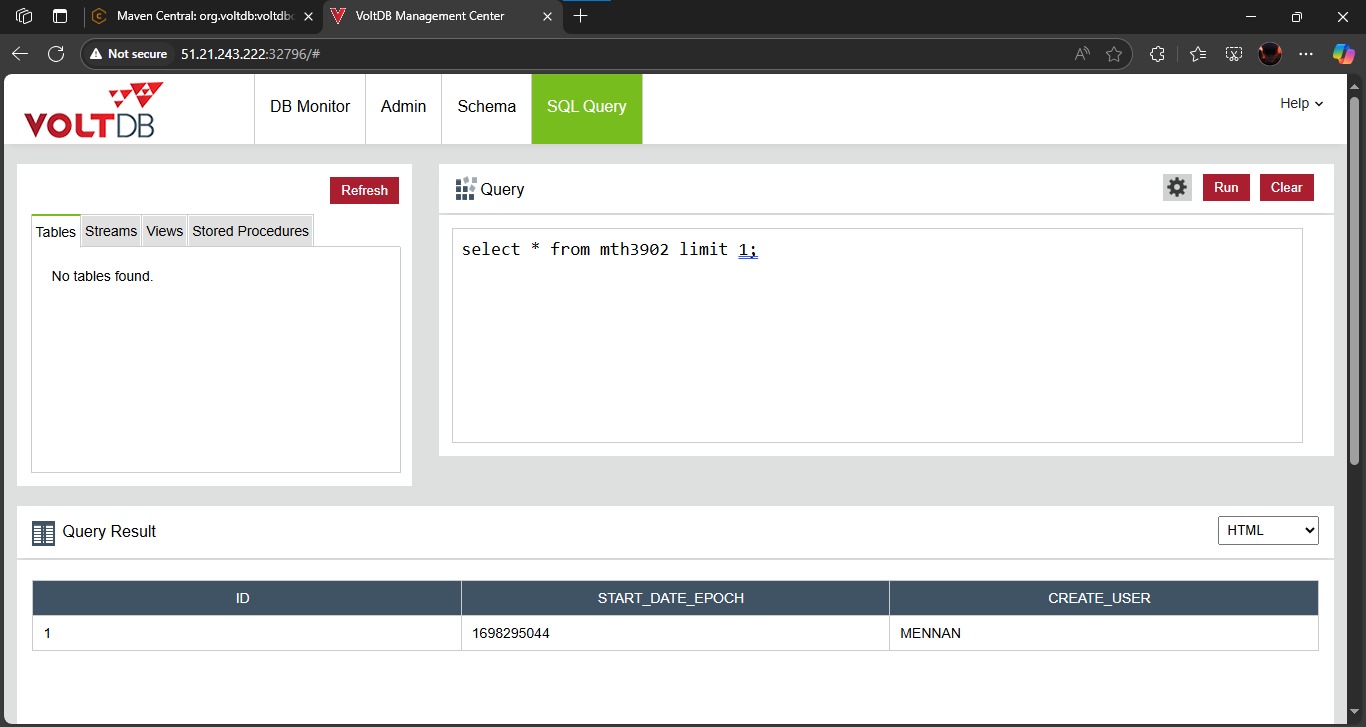 Maven Central: org.voltdb:voltdb
VoltDB Management Center
Not secure
51.21.243.222:32796/#
VOLTDB
DB Monitor
Admin
Schema
SQL Query
Help
Refresh
Tables
Streams
Views
Stored Procedures
No tables found.
Query
Run
Clear
select * from mth3902 limit 1;
Query Result
HTML
ID
START_DATE_EPOCH
CREATE_USER
1
1698295044
MENNAN